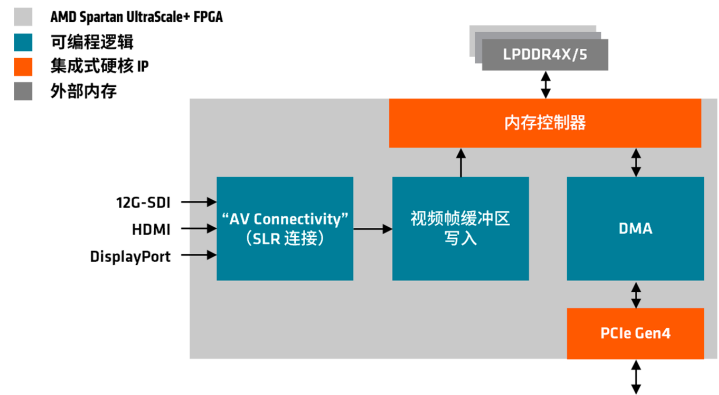 AMD Spartan UltraScale+ FPGA
可编程逻辑
集成式硬核 IP
外部内存
LPDDR4X/5
内存控制器
12G-SDI
HDMI
DisplayPort
“AV Connectivity”
（SLR 连接）
视频帧缓冲区
写入
DMA
PCIe Gen4